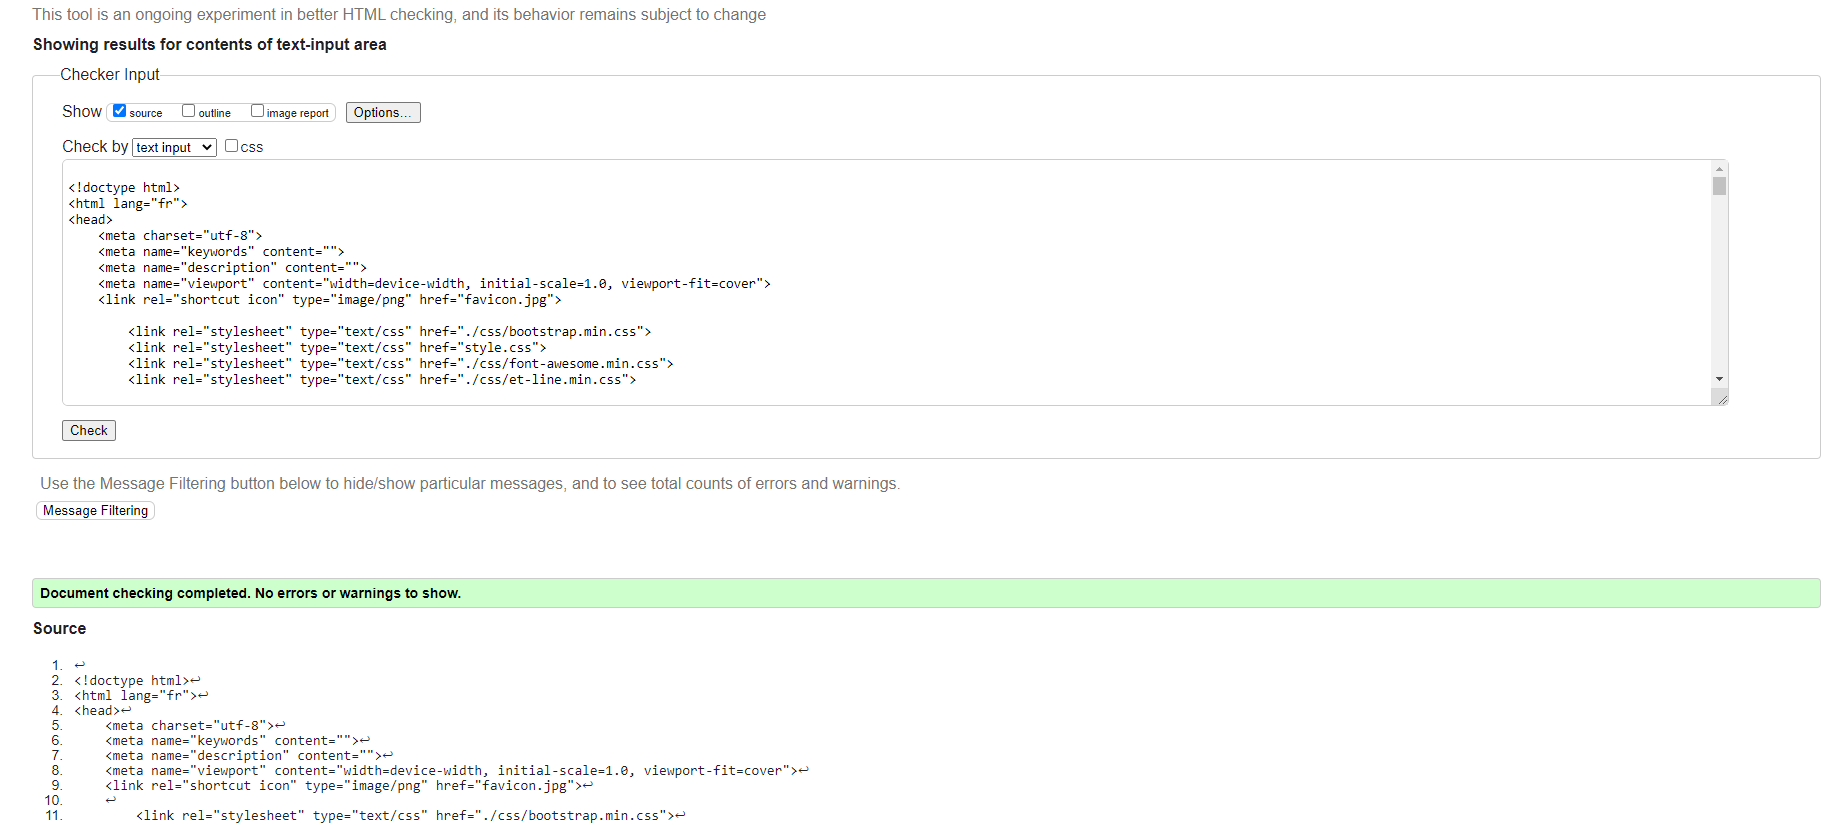 This tool is an ongoing experiment in better HTML checking, and its behavior remains subject to change
Showing results for contents of text-input area
Checker Input
Show source outline image report Options...
Check by text input css
<!doctype html>
<html lang="fr">
<head>
    <meta charset="utf-8">
    <meta name="keywords" content="">
    <meta name="description" content="">
    <meta name="viewport" content="width=device-width, initial-scale=1.0, viewport-fit=cover">
    <link rel="shortcut icon" type="image/png" href="favicon.jpg">
        <link rel="stylesheet" type="text/css" href="./css/bootstrap.min.css">
        <link rel="stylesheet" type="text/css" href="style.css">
        <link rel="stylesheet" type="text/css" href="./css/font-awesome.min.css">
        <link rel="stylesheet" type="text/css" href="./css/et-line.min.css">
Check
Use the Message Filtering button below to hide/show particular messages, and to see total counts of errors and warnings.
Message Filtering
Document checking completed. No errors or warnings to show.
Source
1. ↩
2. <!doctype html>↩
3. <html lang="fr">↩
4. <head>↩
5.     <meta charset="utf-8">↩
6.     <meta name="keywords" content="">↩
7.     <meta name="description" content="">↩
8.     <meta name="viewport" content="width=device-width, initial-scale=1.0, viewport-fit=cover">↩
9.     <link rel="shortcut icon" type="image/png" href="favicon.jpg">↩
10.     ↩
11.         <link rel="stylesheet" type="text/css" href="./css/bootstrap.min.css">↩